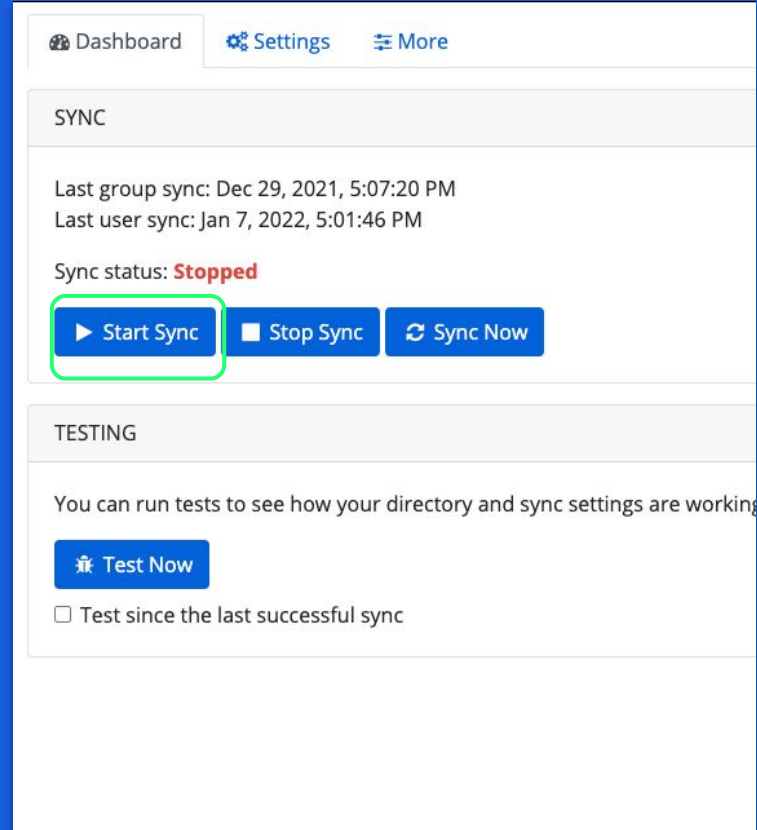 Dashboard Settings More
SYNC
Last group sync: Dec 29, 2021, 5:07:20 PM
Last user sync: Jan 7, 2022, 5:01:46 PM
Sync status: Stopped
Start Sync Stop Sync Sync Now
TESTING
You can run tests to see how your directory and sync settings are working
Test Now
Test since the last successful sync